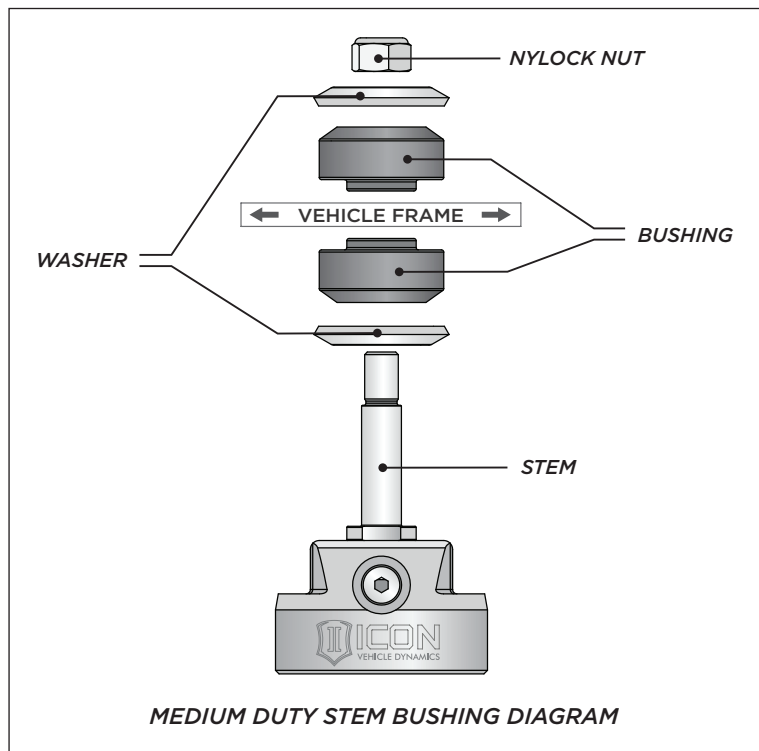 NYLOCK NUT
VEHICLE FRAME
WASHER
BUSHING
STEM
ICON
VEHICLE DYNAMICS
MEDIUM DUTY STEM BUSHING DIAGRAM